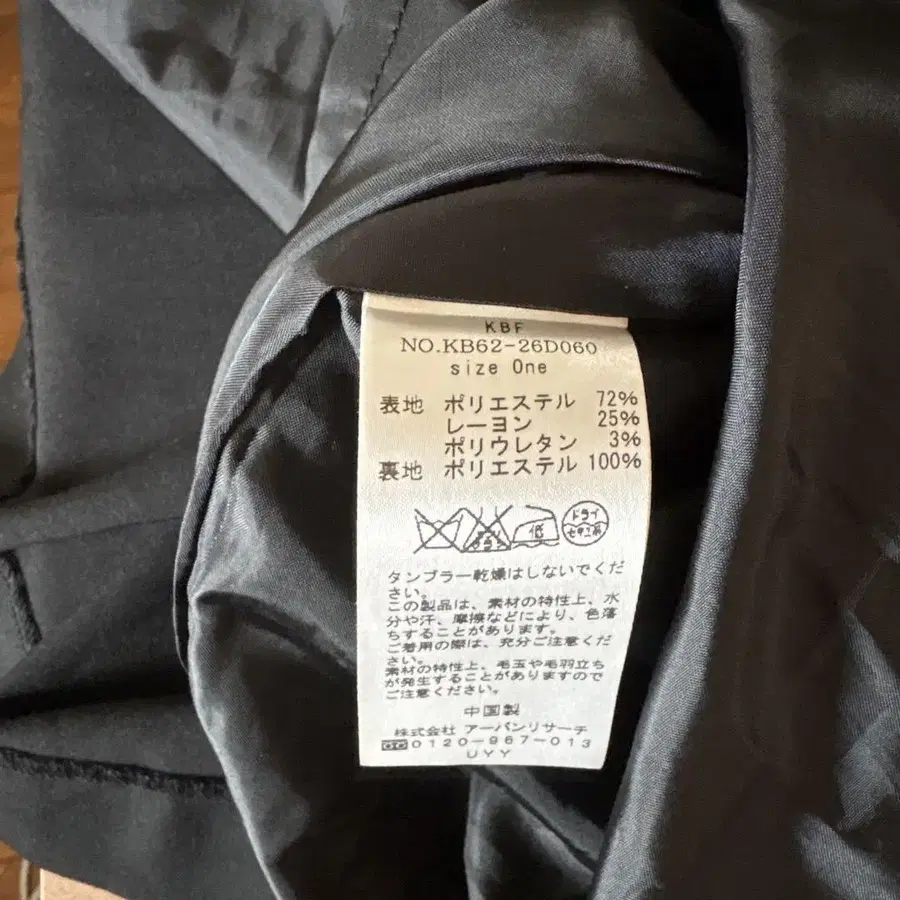 KBF
NO.KB62-26D060
size One
表地 ポリエステル 72%
レーヨン 25%
ポリウレタン 3%
裏地 ポリエステル 100%
低 ドライ
セキユ系
タンブラー乾燥はしないでくだ
さい。
この製品は、素材の特性上、水
分や汗、摩擦などにより、色落
ちすることがあります。
ご着用の際は、充分ご注意くだ
さい。
素材の特性上、毛玉や毛羽立ち
が発生することがありますので
ご注意ください。
中国製
株式会社 アーバンリサーチ
0120-967-013
UYY